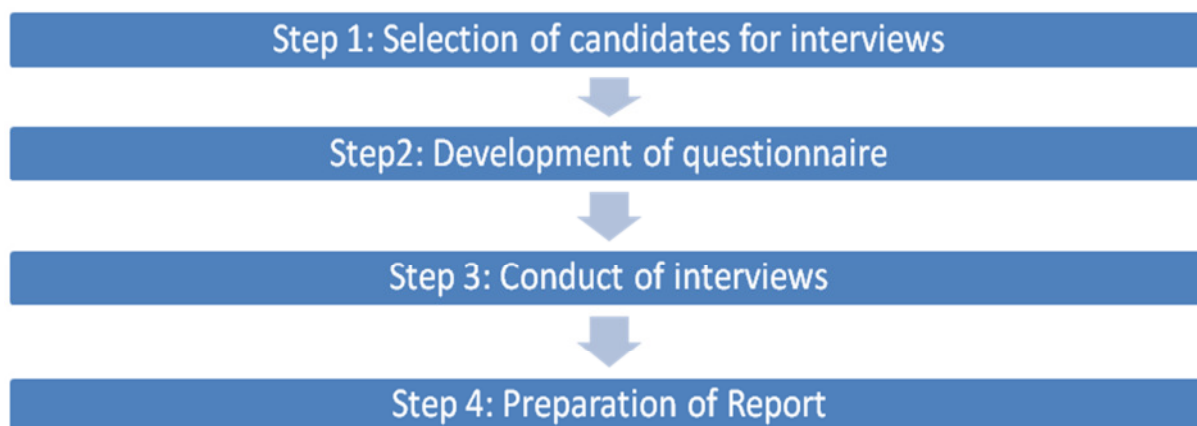 Step 1: Selection of candidates for interviews
Step2: Development of questionnaire
Step 3: Conduct of interviews
Step 4: Preparation of Report